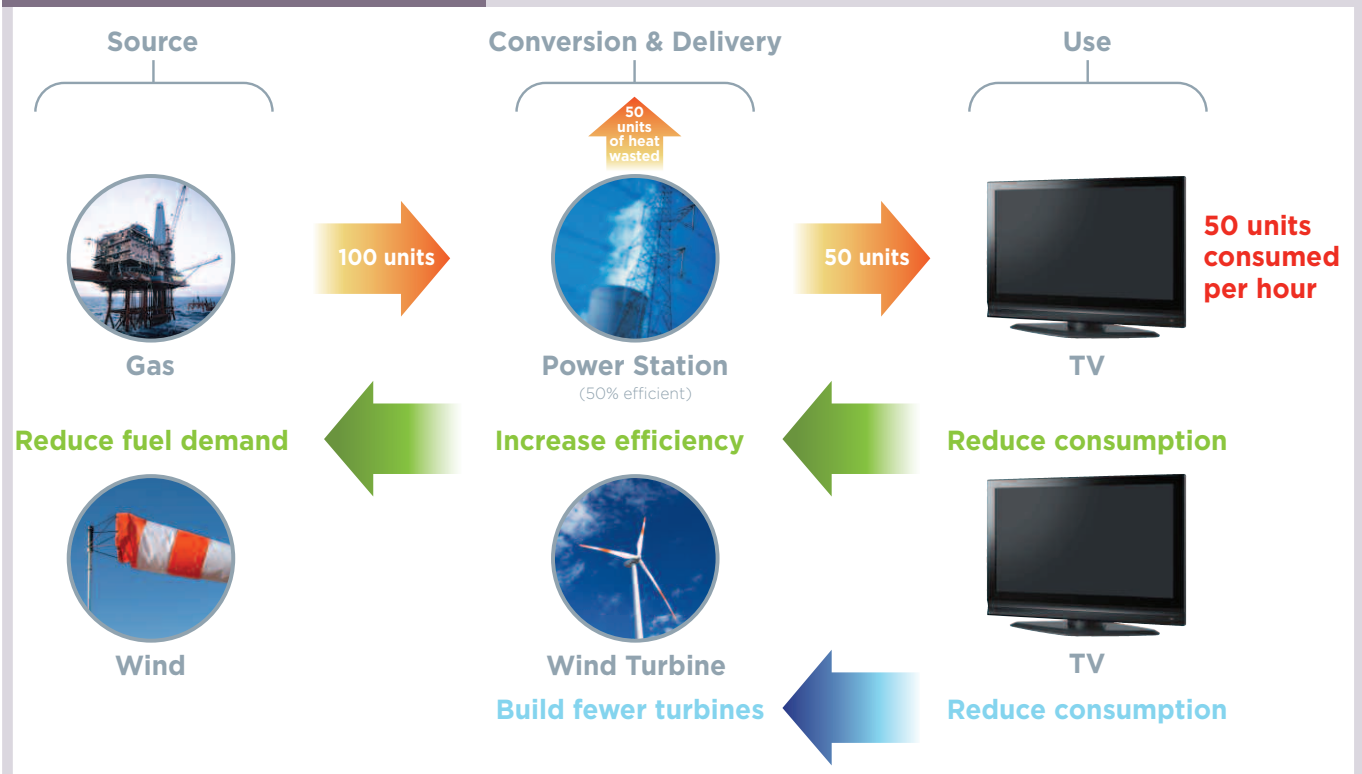 Source
Conversion & Delivery
Use
50
units
of heat
wasted
100 units
50 units
50 units
consumed
per hour
Gas
Power Station
(50% efficient)
TV
Reduce fuel demand
Increase efficiency
Reduce consumption
Wind
Wind Turbine
TV
Build fewer turbines
Reduce consumption